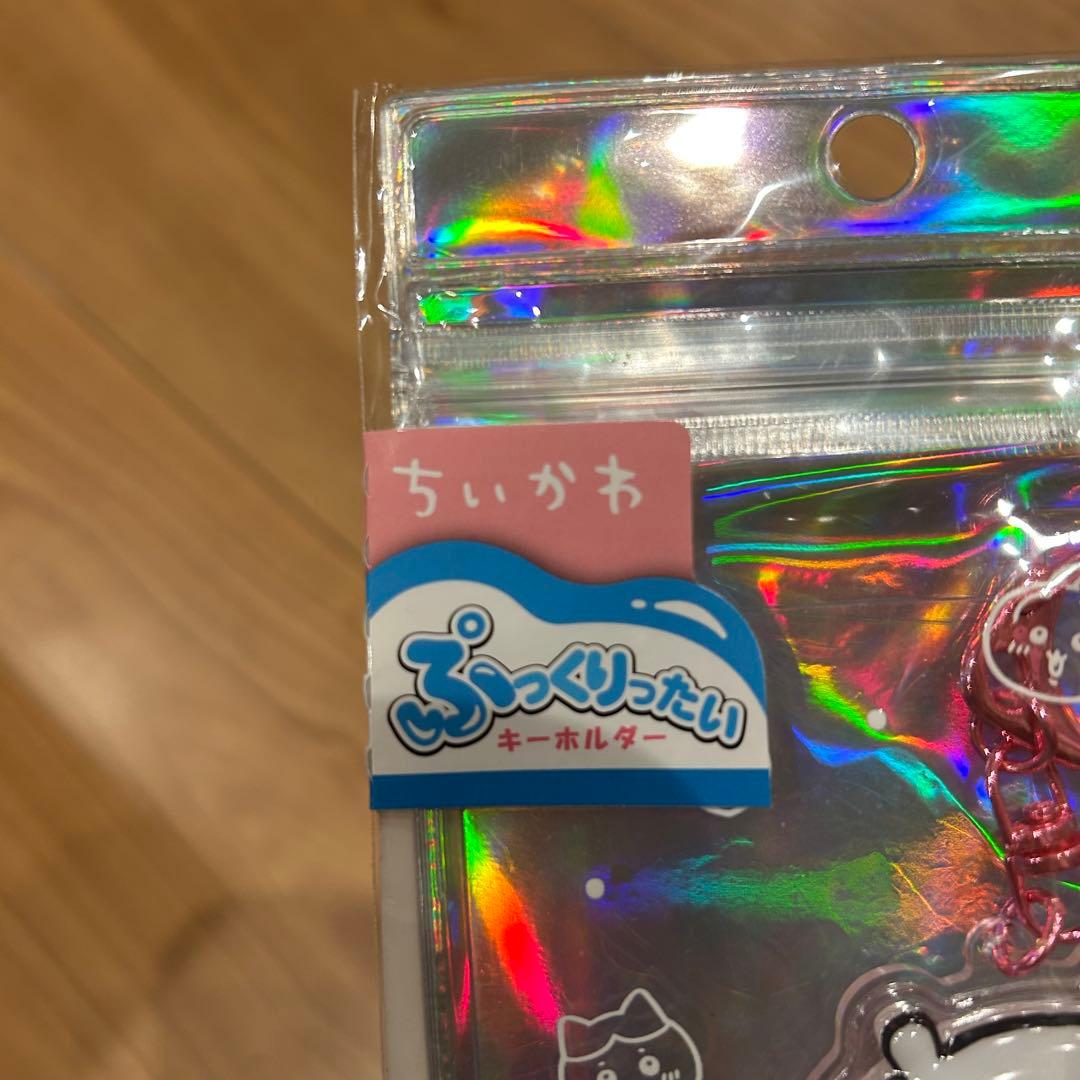 ちいかわ
ぷっくりったい
キーホルダー